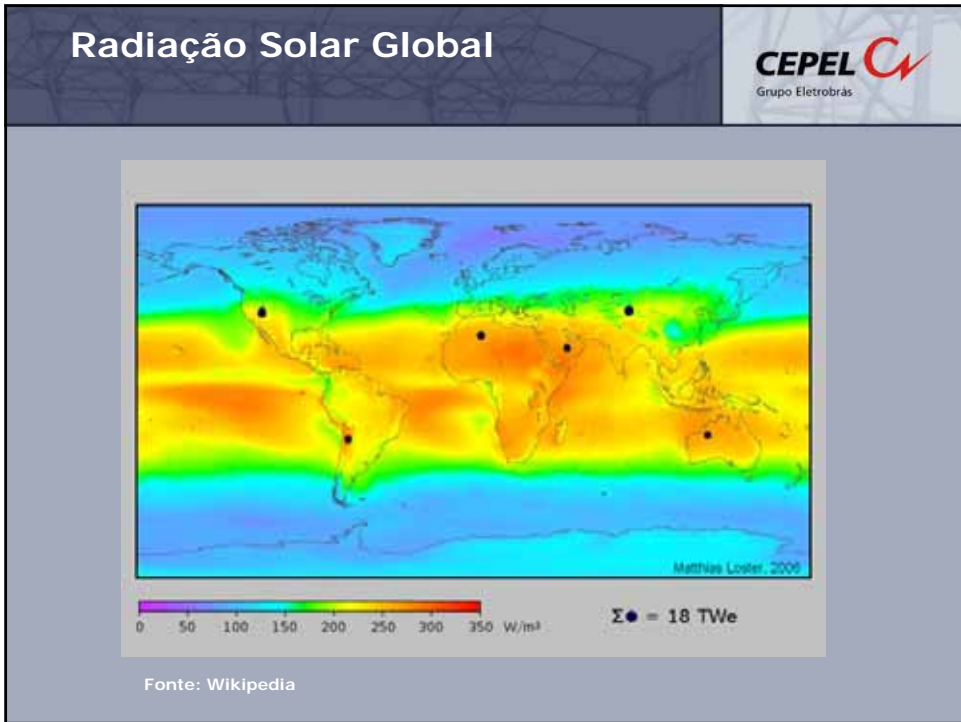 Radiação Solar Global
CEPEL
Grupo Eletrobrás
Matthias Loster, 2006
0 50 100 150 200 250 300 350 W/m²
Σ● = 18 TWe
Fonte: Wikipedia